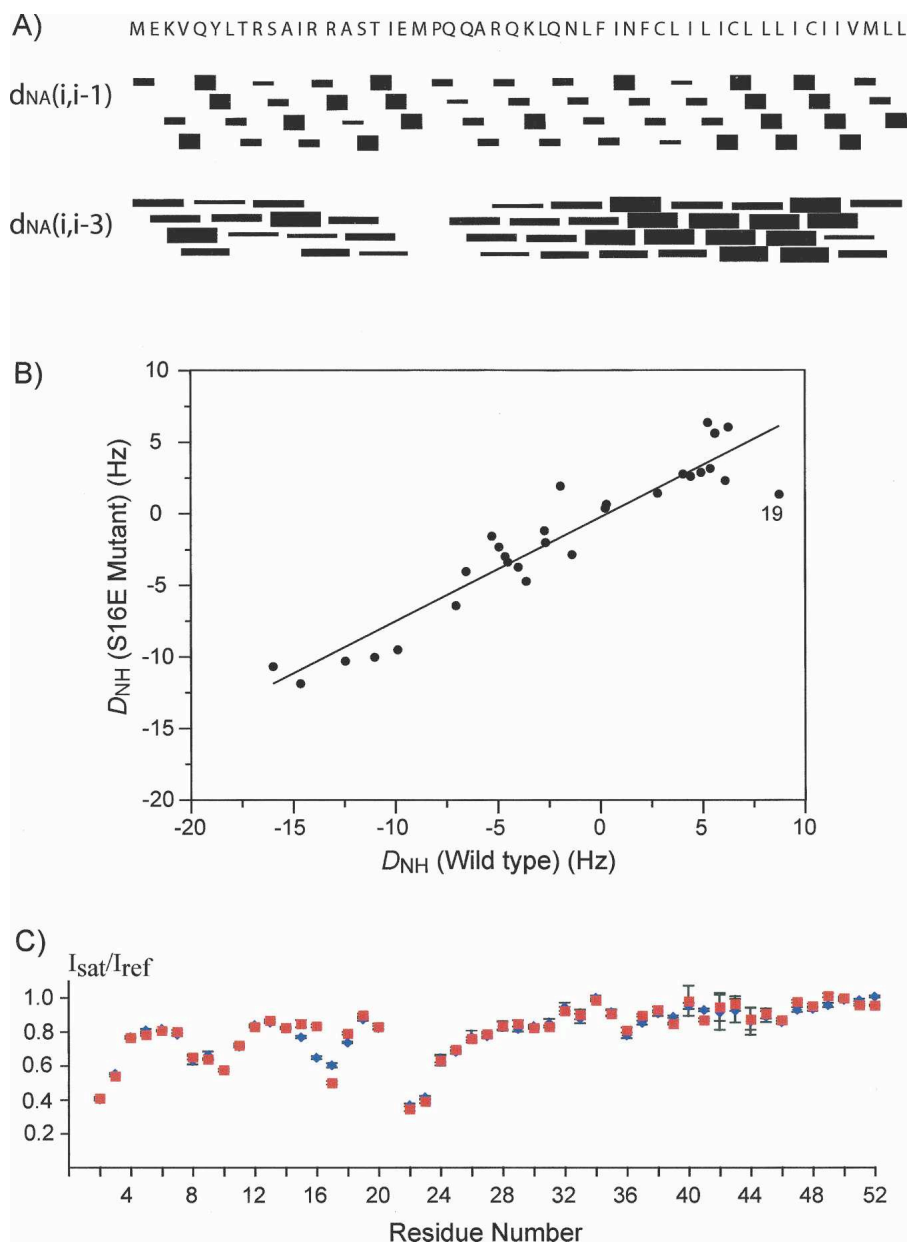 A)
MEKVQYLTRSAIRRASTIEMPQQARQKLQNLFINFCLILICLLLICIIVMLL
dNA(i,i-1)
dNA(i,i-3)
B)
10
5
0
-5
-10
-15
-20
DNH (S16E Mutant) (Hz)
19
-20 -15 -10 -5 0 5 10
DNH (Wild type) (Hz)
C)
Isat/Iref
1.0
0.8
0.6
0.4
0.2
4 8 12 16 20 24 28 32 36 40 44 48 52
Residue Number